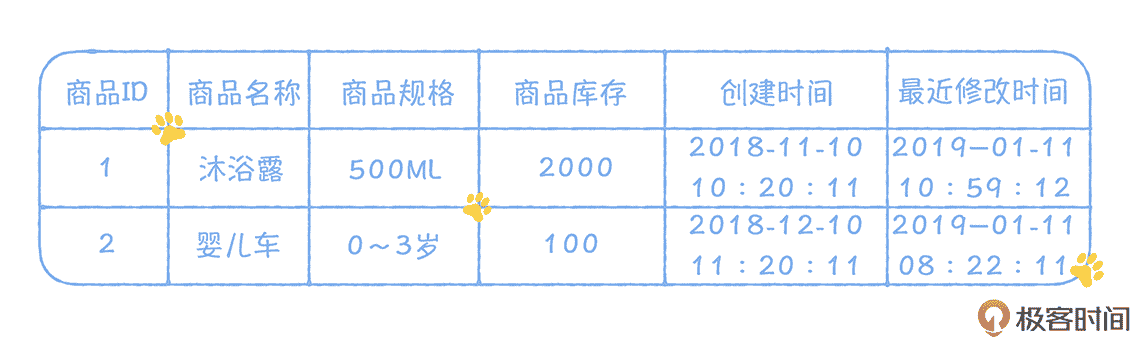 商品ID 商品名称 商品规格 商品库存 创建时间 最近修改时间
1 沐浴露 500ML 2000 2018-11-10 10:20:11 2019-01-11 10:59:12
2 婴儿车 0~3岁 100 2018-12-10 11:20:11 2019-01-11 08:22:11
极客时间